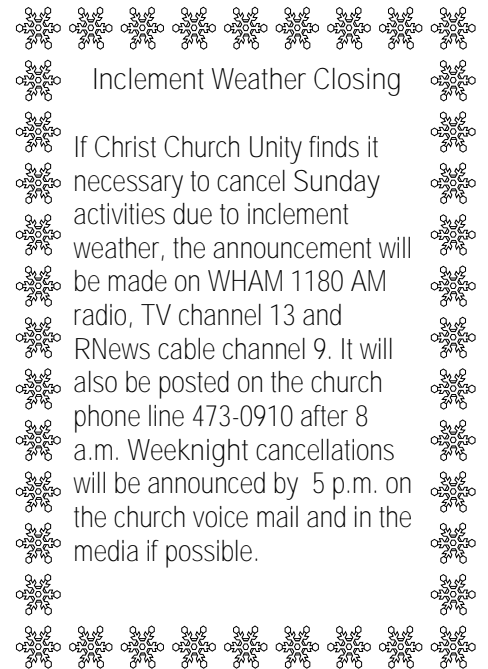 Inclement Weather Closing
If Christ Church Unity finds it
necessary to cancel Sunday
activities due to inclement
weather, the announcement will
be made on WHAM 1180 AM
radio, TV channel 13 and
RNews cable channel 9. It will
also be posted on the church
phone line 473-0910 after 8
a.m. Weeknight cancellations
will be announced by  5 p.m. on
the church voice mail and in the
media if possible.